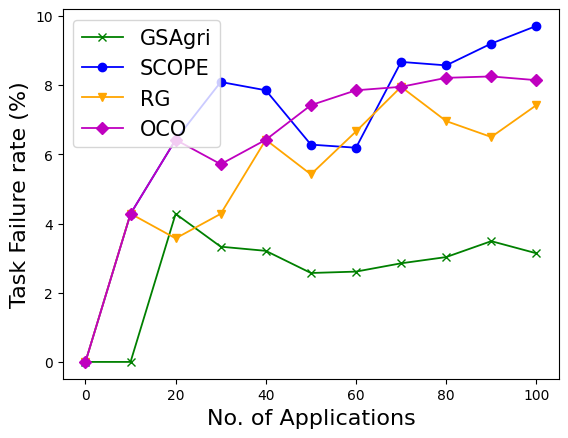 GSAgri
SCOPE
RG
OCO
Task Failure rate (%)
10
8
6
4
2
0
0 20 40 60 80 100
No. of Applications